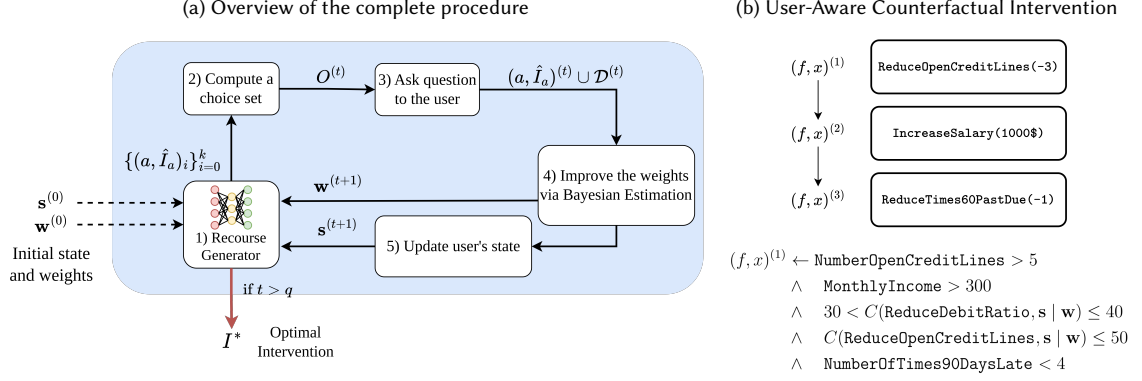 (a) Overview of the complete procedure
2) Compute a
choice set
O^(t)
3) Ask question
to the user
(a, Î_a)^(t) ∪ 𝒟^(t)
{(a, Î_a)_i}^k_{i=0}
4) Improve the weights
via Bayesian Estimation
w^(t+1)
s^(0)
w^(0)
Initial state
and weights
1) Recourse
Generator
s^(t+1)
5) Update user's state
if t > q
I*
Optimal
Intervention
(b) User-Aware Counterfactual Intervention
(f, x)^(1)
ReduceOpenCreditLines(-3)
(f, x)^(2)
IncreaseSalary(1000$)
(f, x)^(3)
ReduceTimes60PastDue(-1)
(f, x)^(1) ← NumberOpenCreditLines > 5
∧ MonthlyIncome > 300
∧ 30 < C(ReduceDebitRatio, s | w) ≤ 40
∧ C(ReduceOpenCreditLines, s | w) ≤ 50
∧ NumberOfTimes90DaysLate < 4